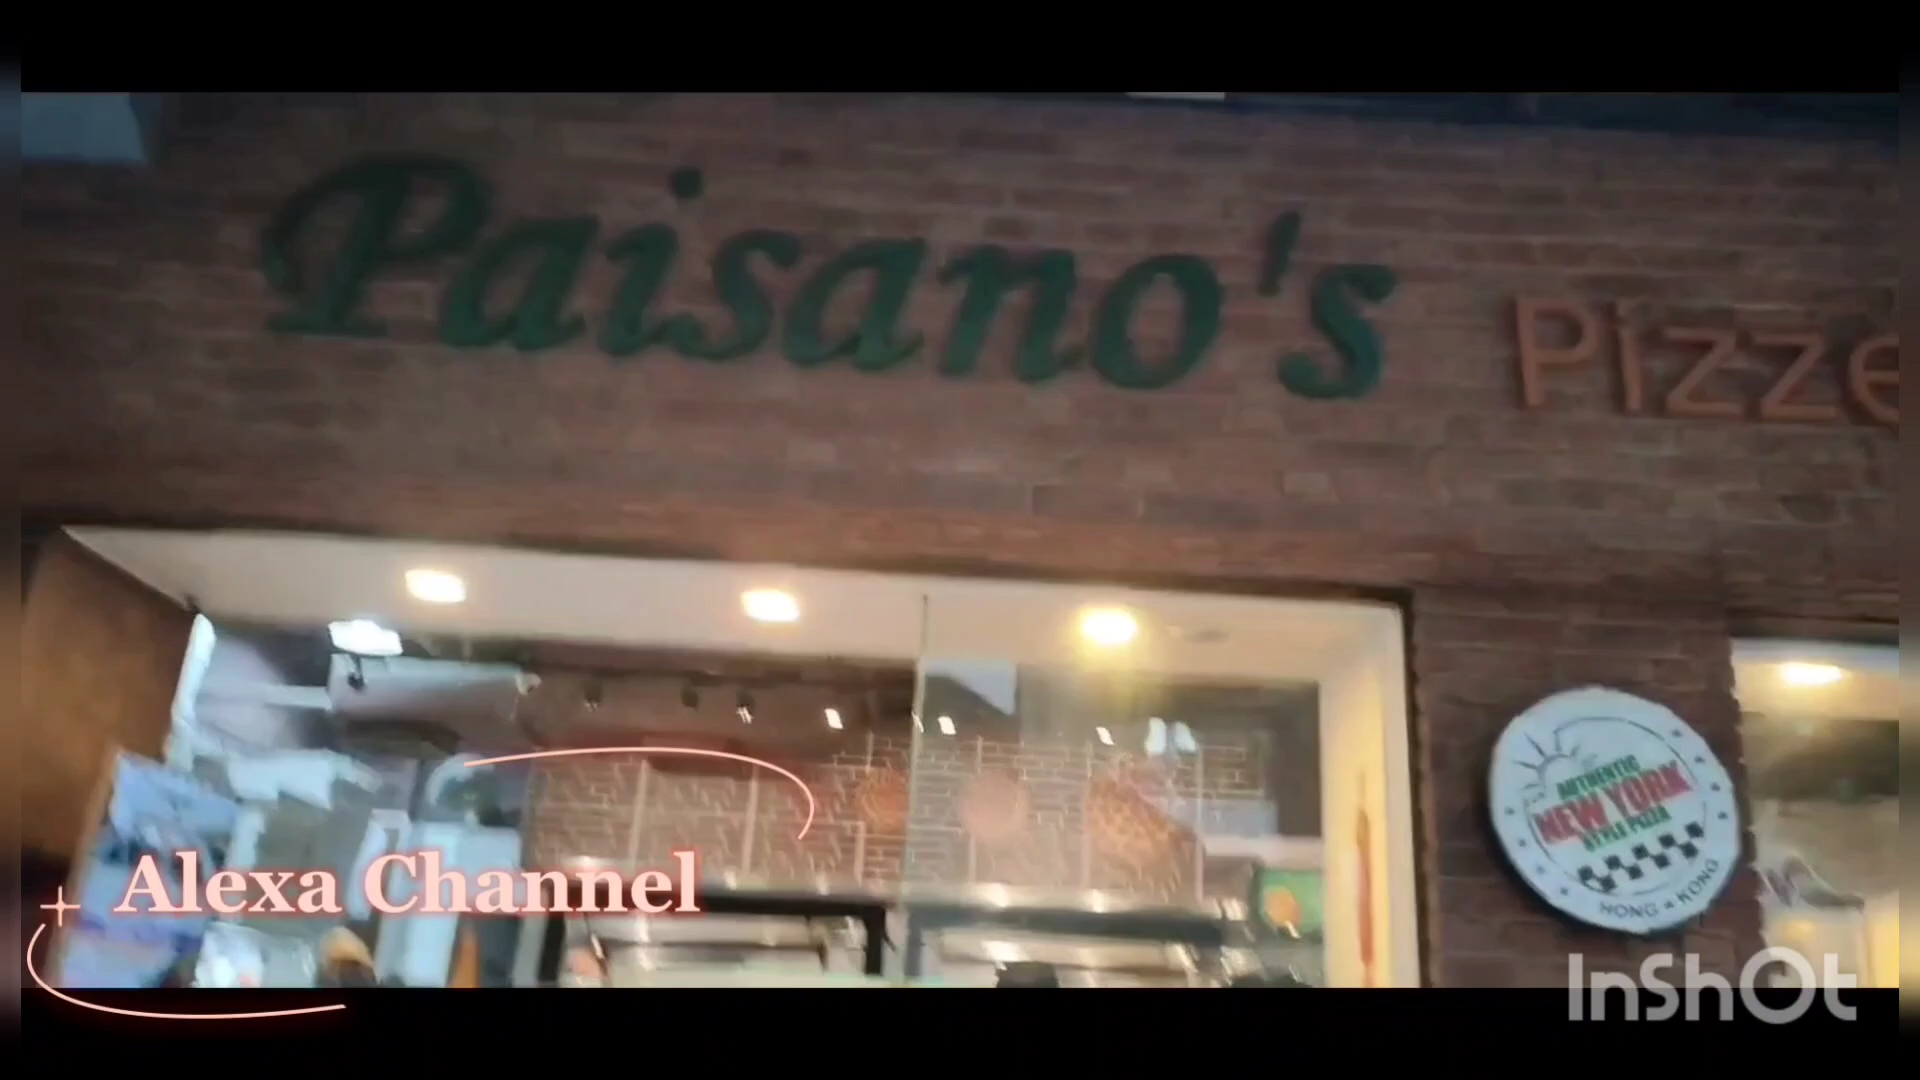 Paisano's Pizze
AUTHENTIC
NEW YORK
STYLE PIZZA
HONG KONG
Alexa Channel
InShOt